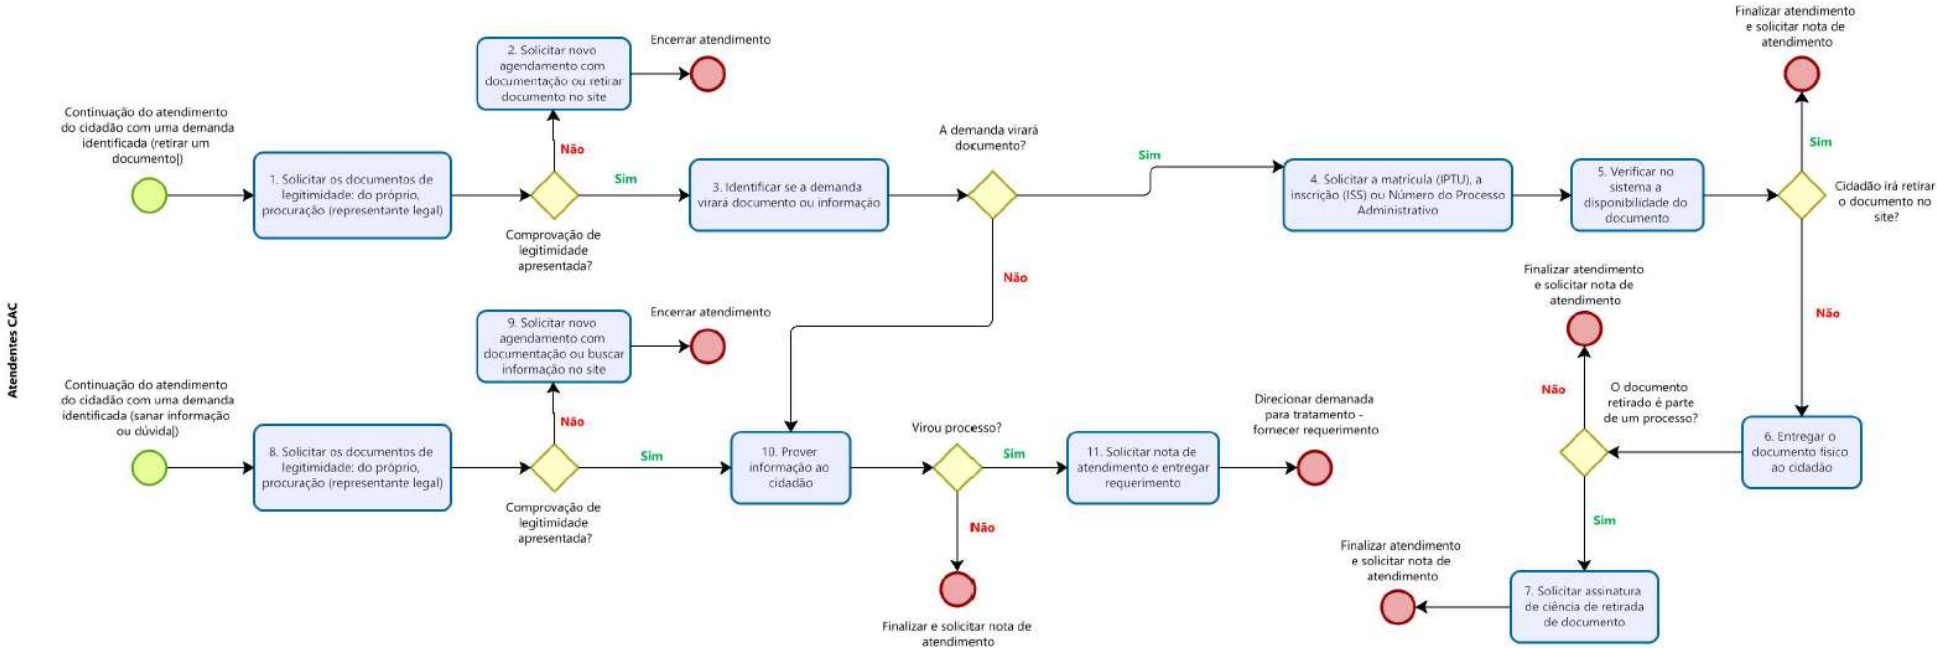 Atendentes CAC
Continuação do atendimento
do cidadão com uma demanda
identificada (retirar um
documento|)
1. Solicitar os documentos de
legitimidade: do próprio,
procuração (representante legal)
2. Solicitar novo
agendamento com
documentação ou retirar
documento no site
Encerrar atendimento
Não
Sim
Comprovação de
legitimidade
apresentada?
3. Identificar se a demanda
virará documento ou informação
A demanda virará
documento?
Sim
Não
4. Solicitar a matrícula (IPTU), a
inscrição (ISS) ou Número do Processo
Administrativo
5. Verificar no
sistema a
disponibilidade do
documento
Finalizar atendimento
e solicitar nota de
atendimento
Sim
Cidadão irá retirar
o documento no
site?
Não
6. Entregar o
documento físico
ao cidadão
O documento
retirado é parte
de um processo?
Não
Finalizar atendimento
e solicitar nota de
atendimento
Sim
7. Solicitar assinatura
de ciência de retirada
de documento
Finalizar atendimento
e solicitar nota de
atendimento
Continuação do atendimento
do cidadão com uma demanda
identificada (sanar informação
ou dúvida|)
8. Solicitar os documentos de
legitimidade: do próprio,
procuração (representante legal)
9. Solicitar novo
agendamento com
documentação ou buscar
informação no site
Encerrar atendimento
Não
Sim
Comprovação de
legitimidade
apresentada?
10. Prover
informação ao
cidadão
Virou processo?
Sim
Não
Finalizar e solicitar nota de
atendimento
11. Solicitar nota de
atendimento e entregar
requerimento
Direcionar demanada
para tratamento -
fornecer requerimento